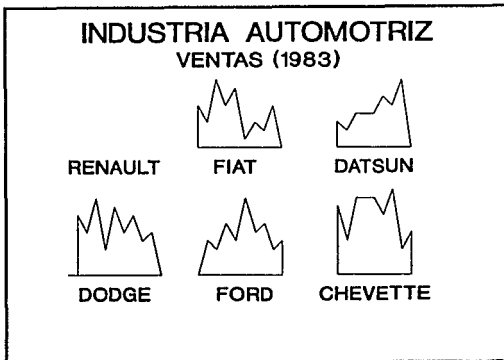 INDUSTRIA AUTOMOTRIZ
VENTAS (1983)
RENAULT FIAT DATSUN
DODGE FORD CHEVETTE